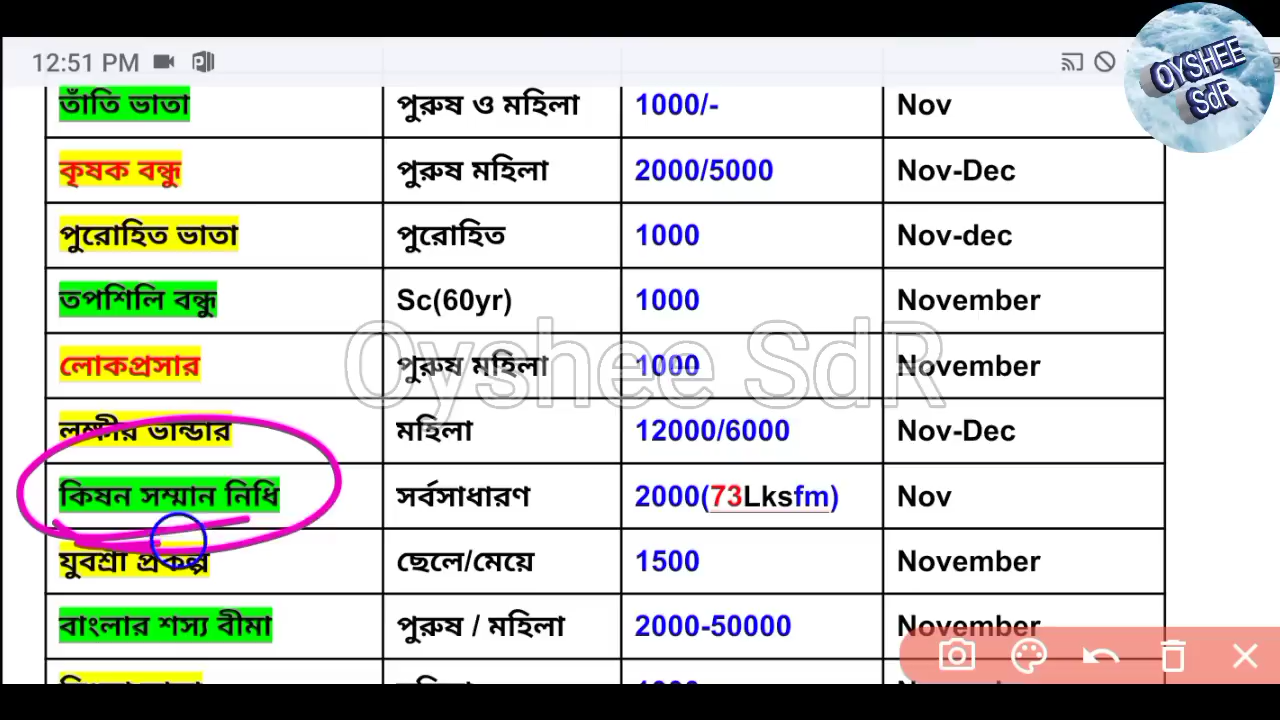 12:51 PM
OYSHEE SdR
তাঁতি ভাতা পুরুষ ও মহিলা 1000/- Nov
কৃষক বন্ধু পুরুষ মহিলা 2000/5000 Nov-Dec
পুরোহিত ভাতা পুরোহিত 1000 Nov-dec
তপশিলি বন্ধু Sc(60yr) 1000 November
লোকপ্রসার পুরুষ মহিলা 1000 November
Oyshee SdR
লক্ষীর ভান্ডার মহিলা 12000/6000 Nov-Dec
কিষন সম্মান নিধি সর্বসাধারণ 2000(73Lksfm) Nov
যুবশ্রী প্রকল্প ছেলে/মেয়ে 1500 November
বাংলার শস্য বীমা পুরুষ / মহিলা 2000-50000 November